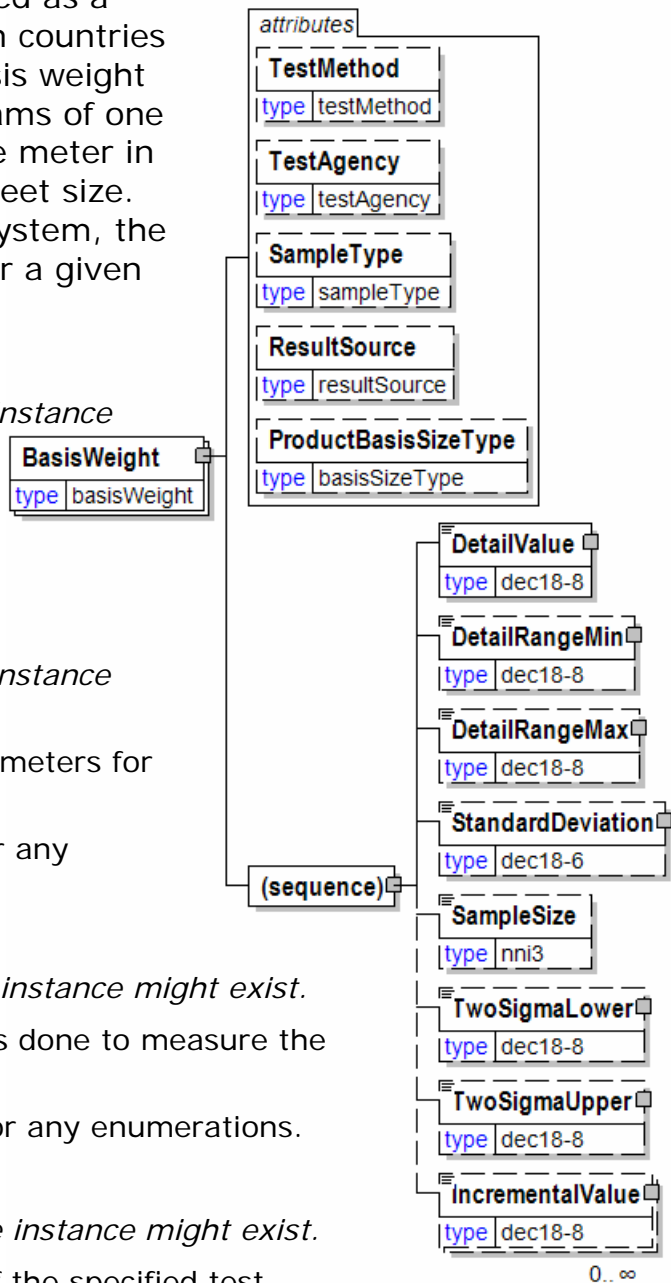 ed as a
n countries
sis weight
ams of one
e meter in
eet size.
ystem, the
r a given
nstance
nstance
meters for
r any
instance might exist.
s done to measure the
or any enumerations.
e instance might exist.
f the specified test
attributes
TestMethod
type testMethod
TestAgency
type testAgency
SampleType
type sampleType
ResultSource
type resultSource
ProductBasisSizeType
type basisSizeType
BasisWeight
type basisWeight
(sequence)
DetailValue
type dec18-8
DetailRangeMin
type dec18-8
DetailRangeMax
type dec18-8
StandardDeviation
type dec18-6
SampleSize
type nni3
TwoSigmaLower
type dec18-8
TwoSigmaUpper
type dec18-8
IncrementalValue
type dec18-8
0..∞